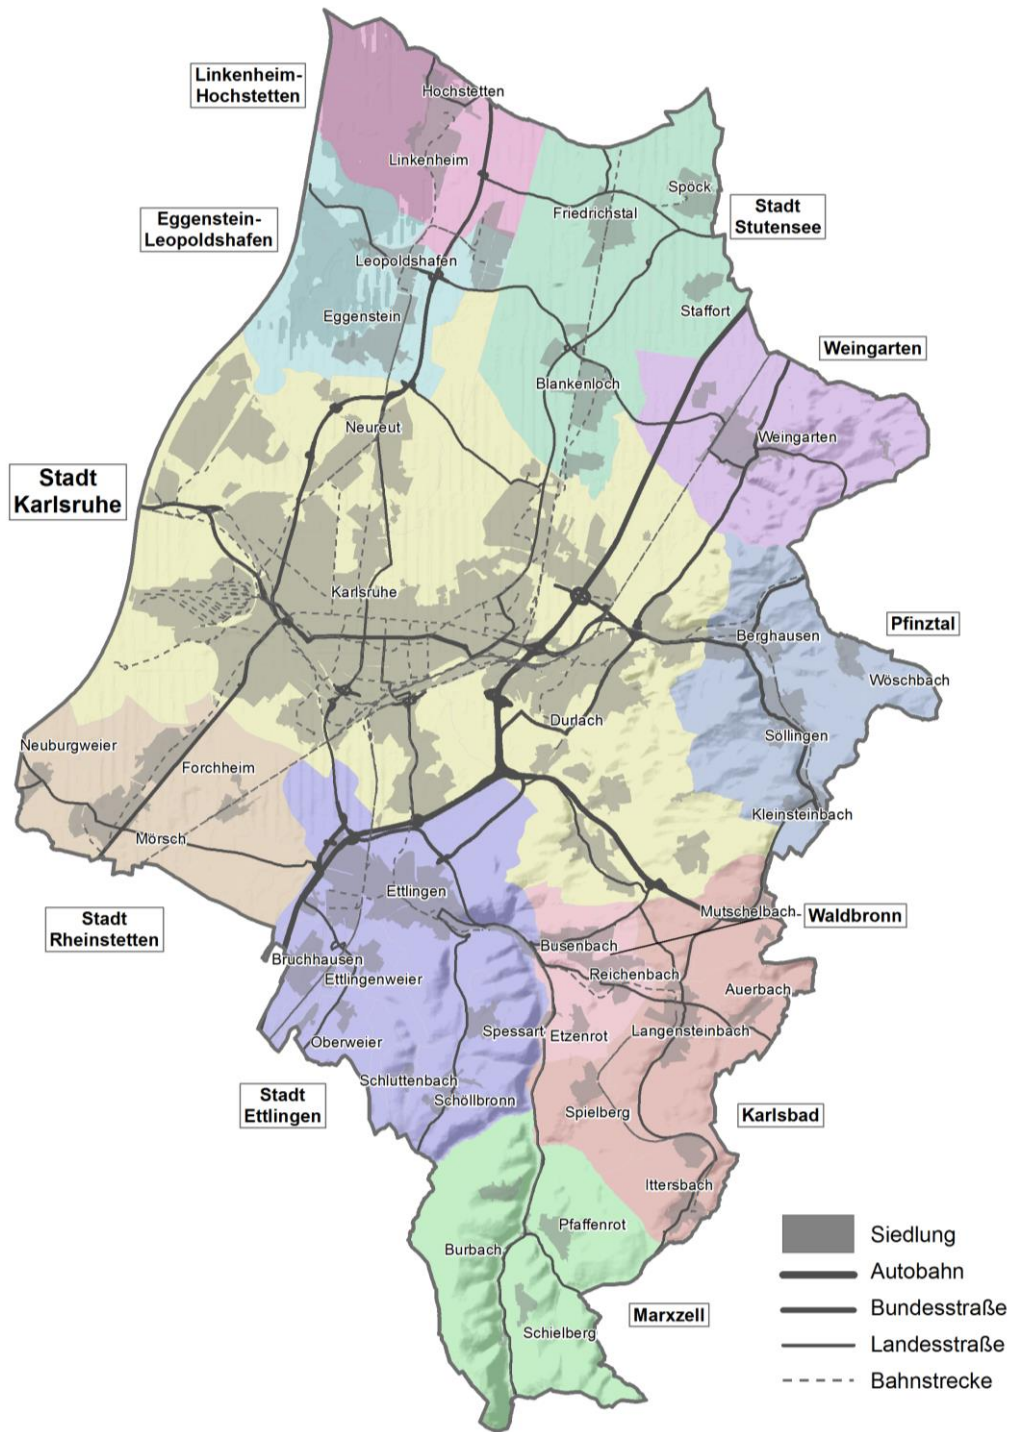 Linkenheim-
Hochstetten
Hochstetten
Linkenheim
Spöck
Friedrichstal
Stadt
Stutensee
Eggenstein-
Leopoldshafen
Leopoldshafen
Eggenstein
Staffort
Weingarten
Blankenloch
Neureut
Weingarten
Stadt
Karlsruhe
Karlsruhe
Berghausen
Pfinztal
Wöschbach
Durlach
Söllingen
Neuburgweier
Forchheim
Kleinsteinbach
Mörsch
Ettlingen
Stadt
Rheinstetten
Mutschelbach
Waldbronn
Busenbach
Bruchhausen
Reichenbach
Ettlingenweier
Auerbach
Spessart
Etzenrot
Langensteinbach
Oberweier
Schluttenbach
Schöllbronn
Stadt
Ettlingen
Spielberg
Karlsbad
Ittersbach
Pfaffenrot
Burbach
Marxzell
Schielberg
Siedlung
Autobahn
Bundesstraße
Landesstraße
Bahnstrecke